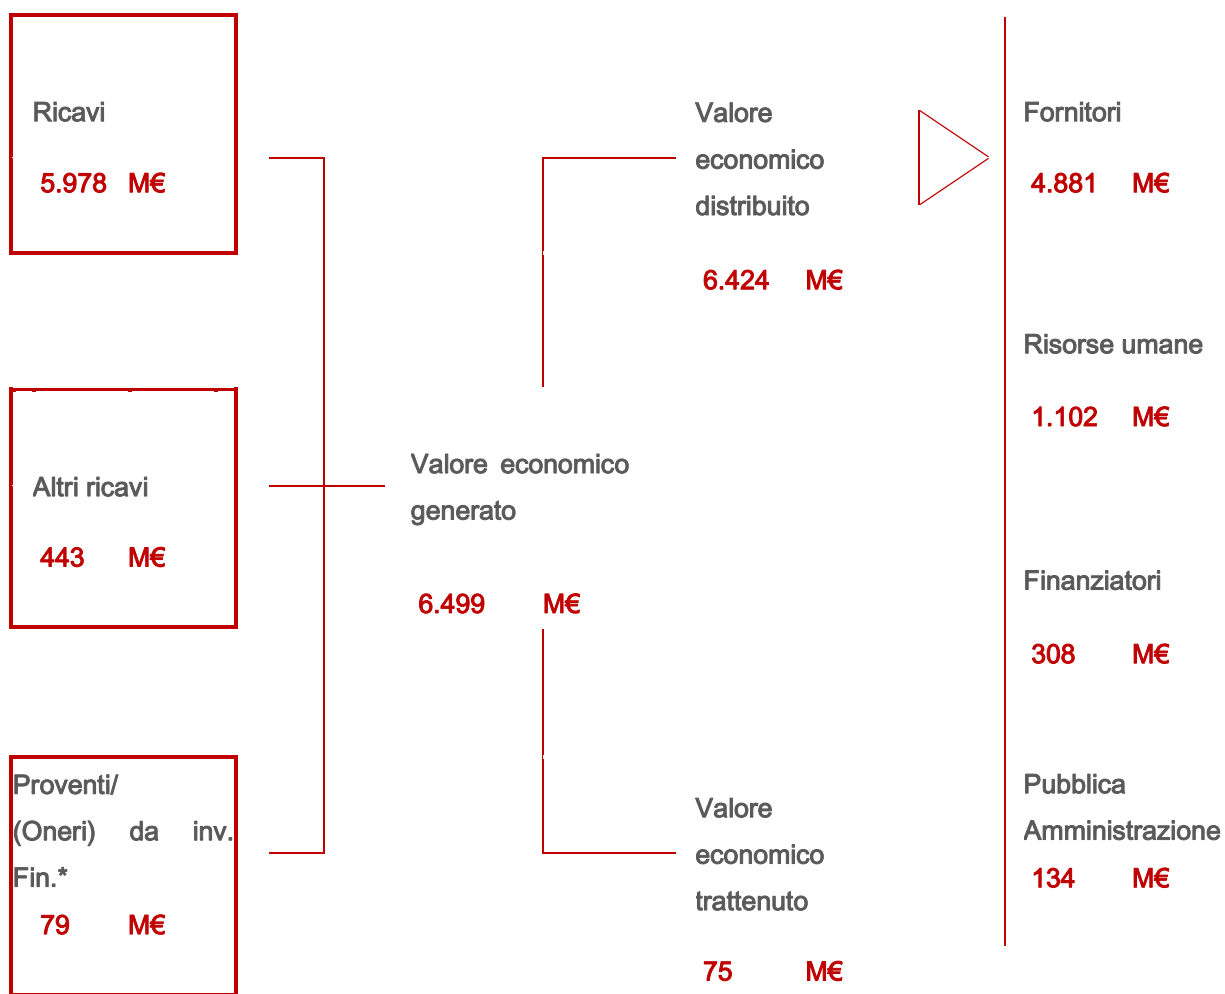 Ricavi
5.978 M€
Altri ricavi
443 M€
Proventi/
(Oneri) da inv.
Fin.*
79 M€
Valore economico
generato
6.499 M€
Valore
economico
distribuito
6.424 M€
Valore
economico
trattenuto
75 M€
Fornitori
4.881 M€
Risorse umane
1.102 M€
Finanziatori
308 M€
Pubblica
Amministrazione
134 M€